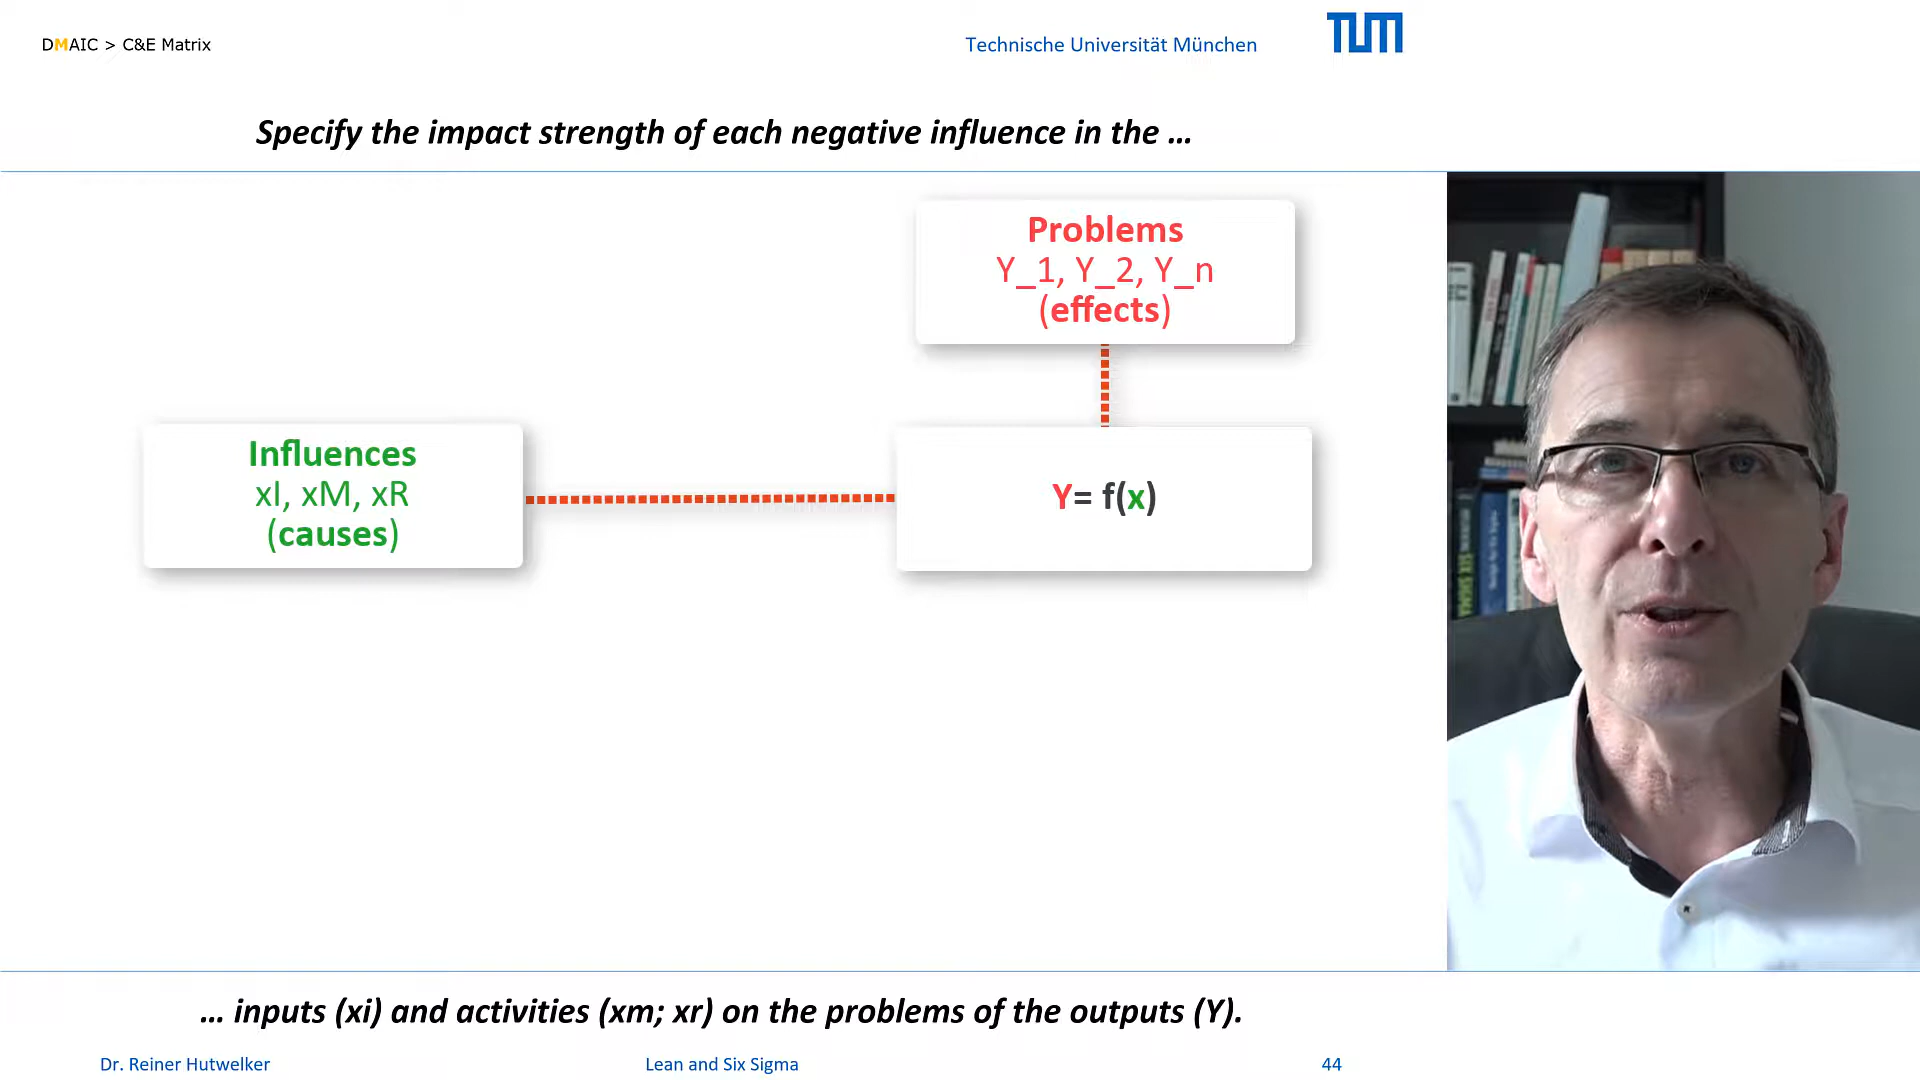 DMAIC > C&E Matrix
Technische Universität München
TUM
Specify the impact strength of each negative influence in the ...
Problems
Y_1, Y_2, Y_n
(effects)
Influences
xI, xM, xR
(causes)
Y= f(x)
SIX SIGMA
... inputs (xi) and activities (xm; xr) on the problems of the outputs (Y).
Dr. Reiner Hutwelker
Lean and Six Sigma
44